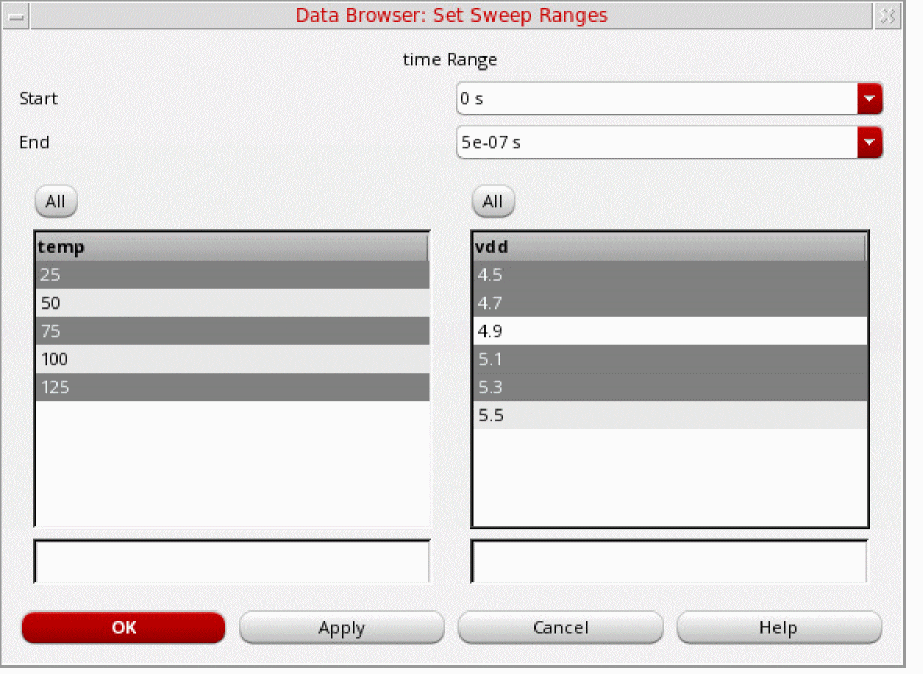 Data Browser: Set Sweep Ranges
time Range
Start
0 s
End
5e-07 s
All
All
temp
25
50
75
100
125
vdd
4.5
4.7
4.9
5.1
5.3
5.5
OK
Apply
Cancel
Help